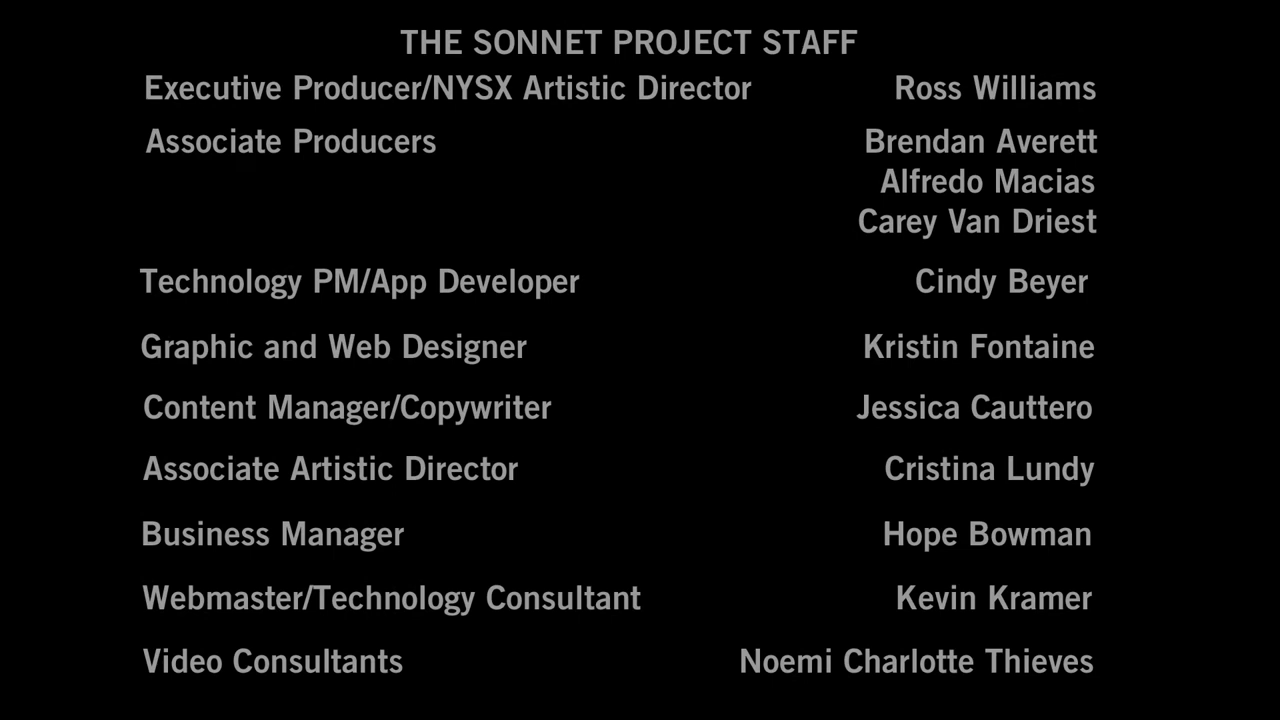 THE SONNET PROJECT STAFF
Executive Producer/NYSX Artistic Director Ross Williams
Associate Producers Brendan Averett
Alfredo Macias
Carey Van Driest
Technology PM/App Developer Cindy Beyer
Graphic and Web Designer Kristin Fontaine
Content Manager/Copywriter Jessica Cauttero
Associate Artistic Director Cristina Lundy
Business Manager Hope Bowman
Webmaster/Technology Consultant Kevin Kramer
Video Consultants Noemi Charlotte Thieves